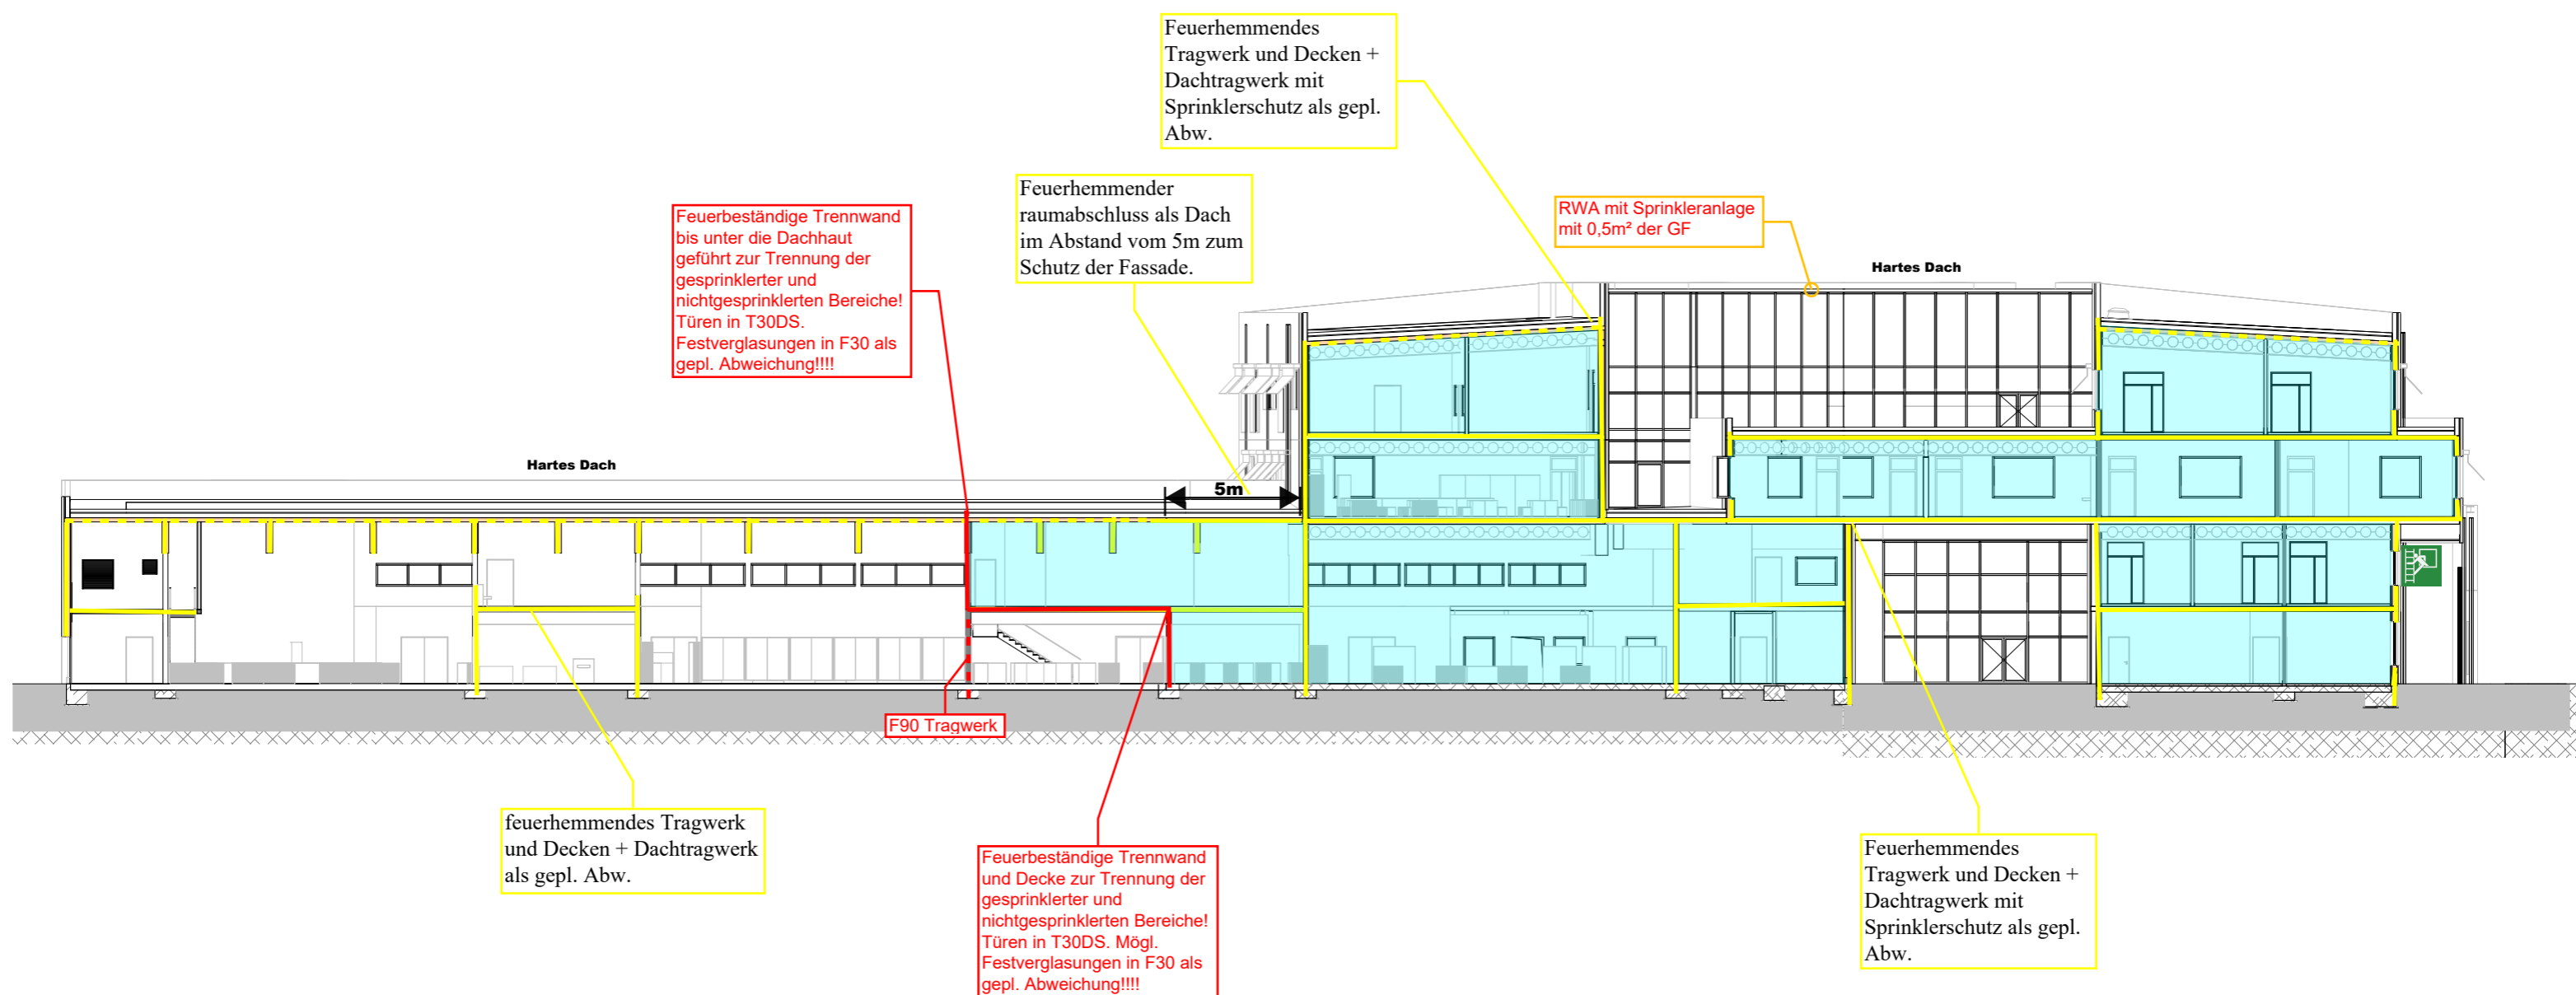 Feuerhemmendes
Tragwerk und Decken +
Dachtragwerk mit
Sprinklerschutz als gepl.
Abw.
Feuerhemmender
raumabschluss als Dach
im Abstand vom 5m zum
Schutz der Fassade.
RWA mit Sprinkleranlage
mit 0,5m² der GF
Feuerbeständige Trennwand
bis unter die Dachhaut
geführt zur Trennung der
gesprinklerter und
nichtgesprinklerten Bereiche!
Türen in T30DS.
Festverglasungen in F30 als
gepl. Abweichung!!!!
Hartes Dach
Hartes Dach
5m
F90 Tragwerk
feuerhemmendes Tragwerk
und Decken + Dachtragwerk
als gepl. Abw.
Feuerbeständige Trennwand
und Decke zur Trennung der
gesprinklerter und
nichtgesprinklerten Bereiche!
Türen in T30DS. Mögl.
Festverglasungen in F30 als
gepl. Abweichung!!!!
Feuerhemmendes
Tragwerk und Decken +
Dachtragwerk mit
Sprinklerschutz als gepl.
Abw.